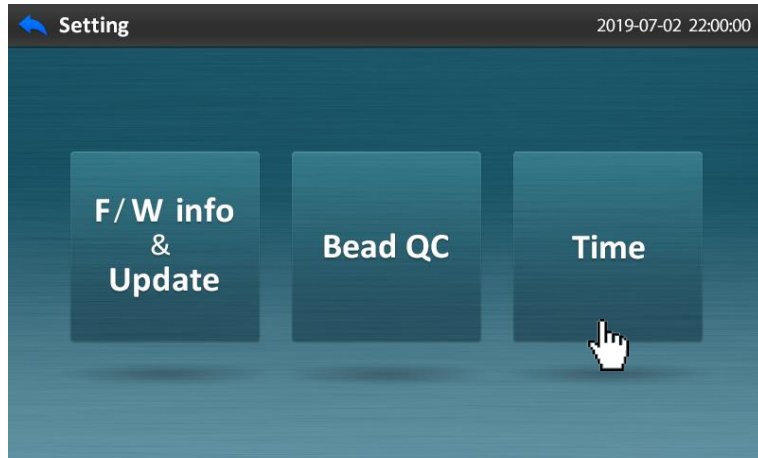 Setting
2019-07-02 22:00:00
F/W info
&
Update
Bead QC
Time